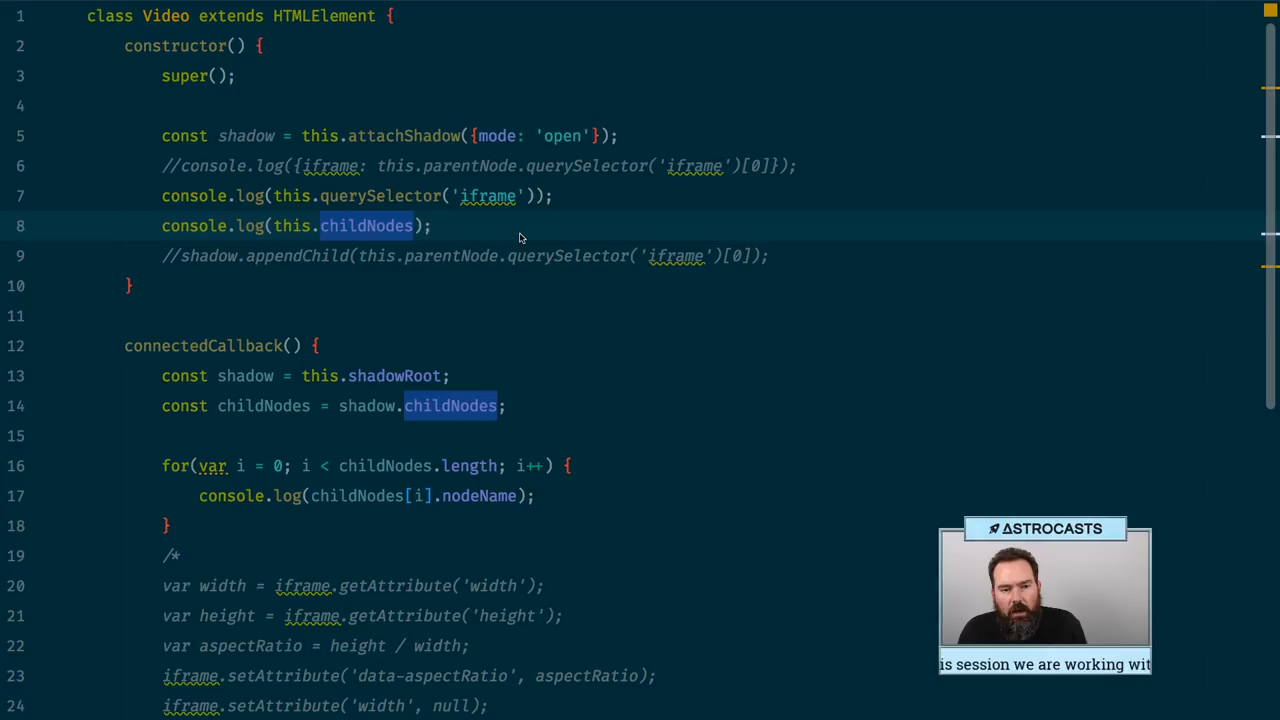 1 class Video extends HTMLElement {
2 constructor() {
3 super();
4
5 const shadow = this.attachShadow({mode: 'open'});
6 //console.log({iframe: this.parentNode.querySelector('iframe')[0]});
7 console.log(this.querySelector('iframe'));
8 console.log(this.childNodes);
9 //shadow.appendChild(this.parentNode.querySelector('iframe')[0]);
10 }
11
12 connectedCallback() {
13 const shadow = this.shadowRoot;
14 const childNodes = shadow.childNodes;
15
16 for(var i = 0; i < childNodes.length; i++) {
17 console.log(childNodes[i].nodeName);
18 }
19 /*
20 var width = iframe.getAttribute('width');
21 var height = iframe.getAttribute('height');
22 var aspectRatio = height / width;
23 iframe.setAttribute('data-aspectRatio', aspectRatio);
24 iframe.setAttribute('width', null);
ΔSTROCASTS
is session we are working wit